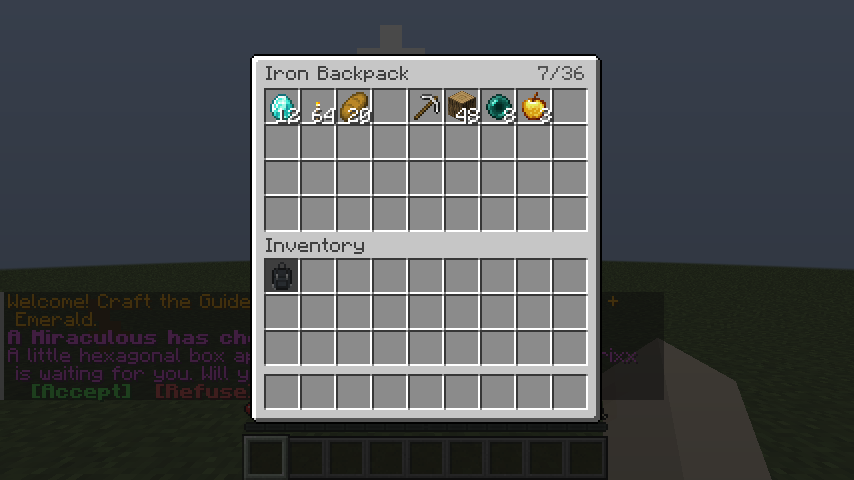 Iron Backpack 7/36
12 64 20 48 8 3
Inventory
Welcome! Craft the Guide +
Emerald.
A Miraculous has
A little hexagonal box
is waiting for you. Will
[Accept] [Refuse